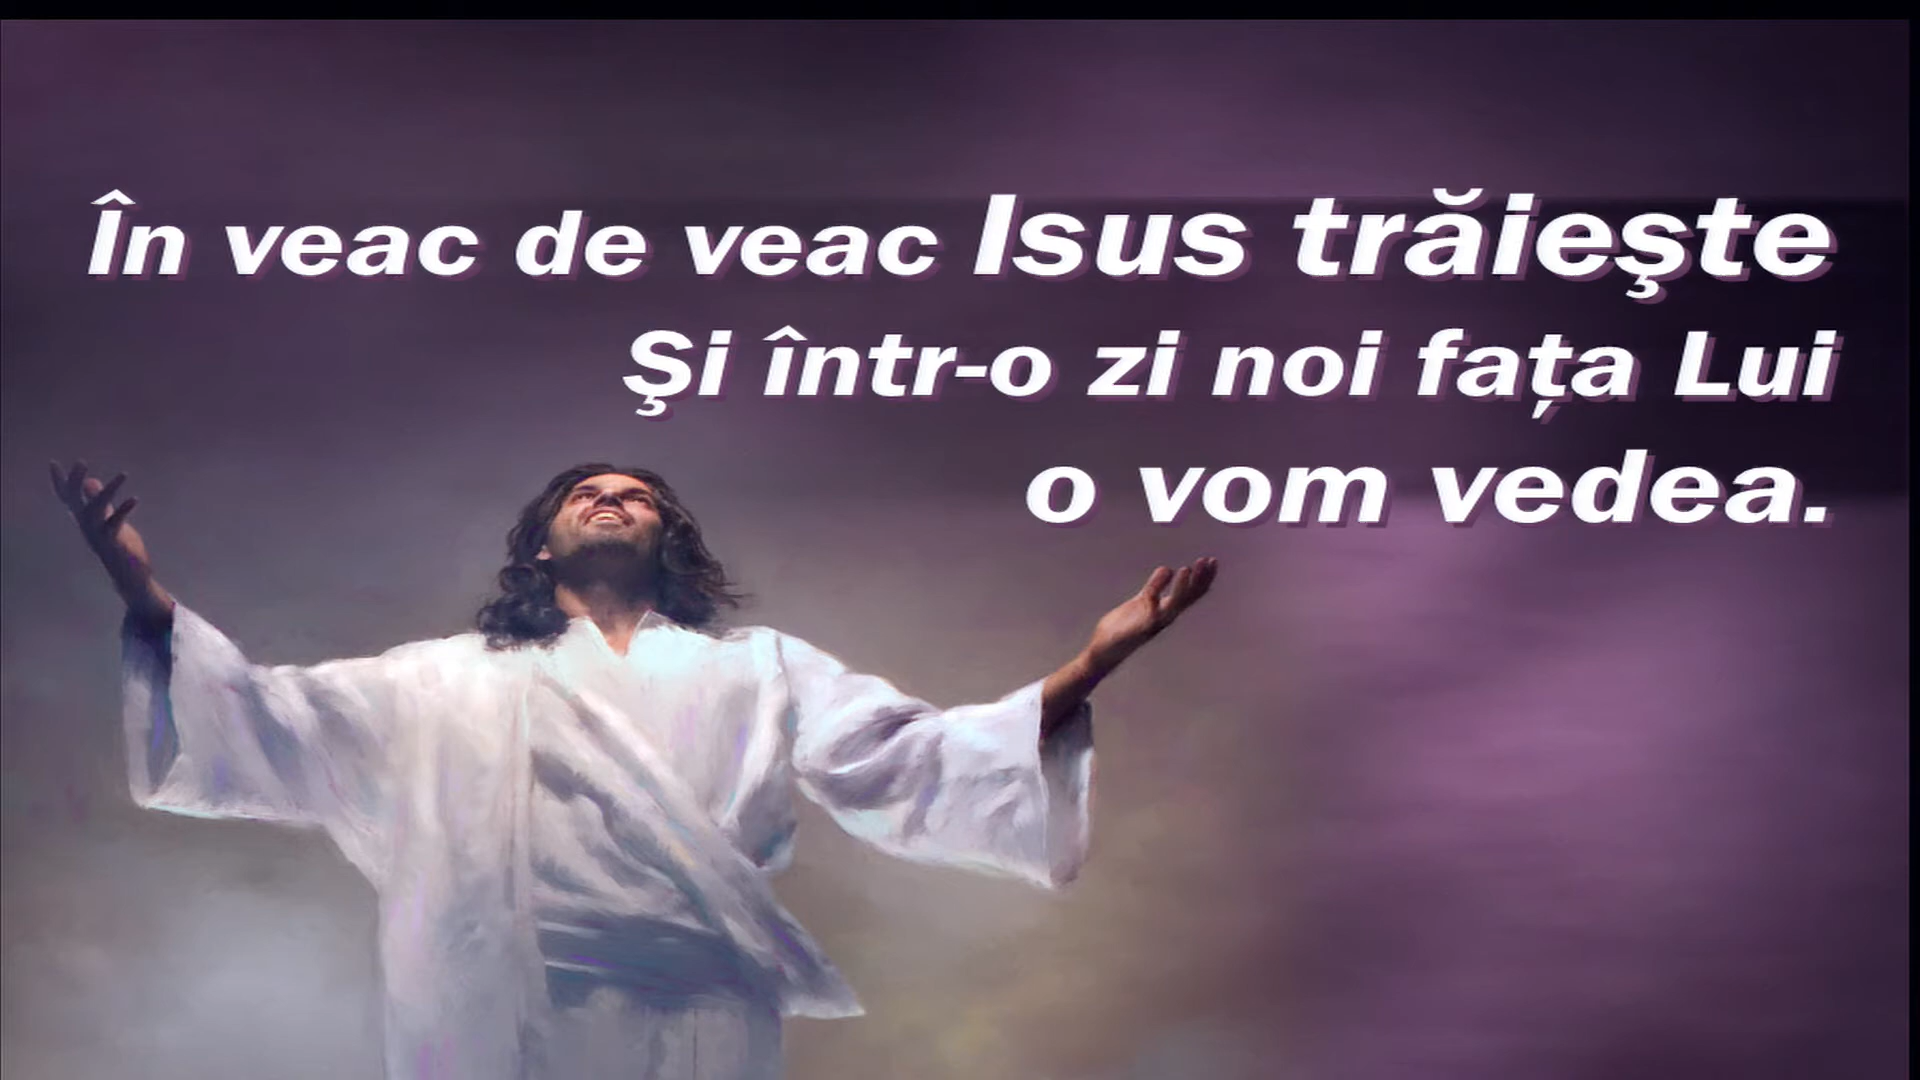 În veac de veac Isus trăieşte
Şi într-o zi noi fața Lui
o vom vedea.